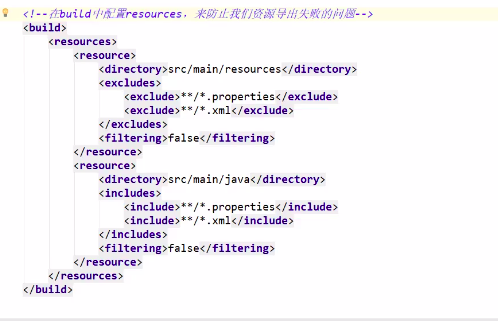 <!--在build中配置resources，来防止我们资源导出失败的问题-->
<build>
<resources>
<resource>
<directory>src/main/resources</directory>
<excludes>
<exclude>**/*.properties</exclude>
<exclude>**/*.xml</exclude>
</excludes>
<filtering>false</filtering>
</resource>
<resource>
<directory>src/main/java</directory>
<includes>
<include>**/*.properties</include>
<include>**/*.xml</include>
</includes>
<filtering>false</filtering>
</resource>
</resources>
</build>